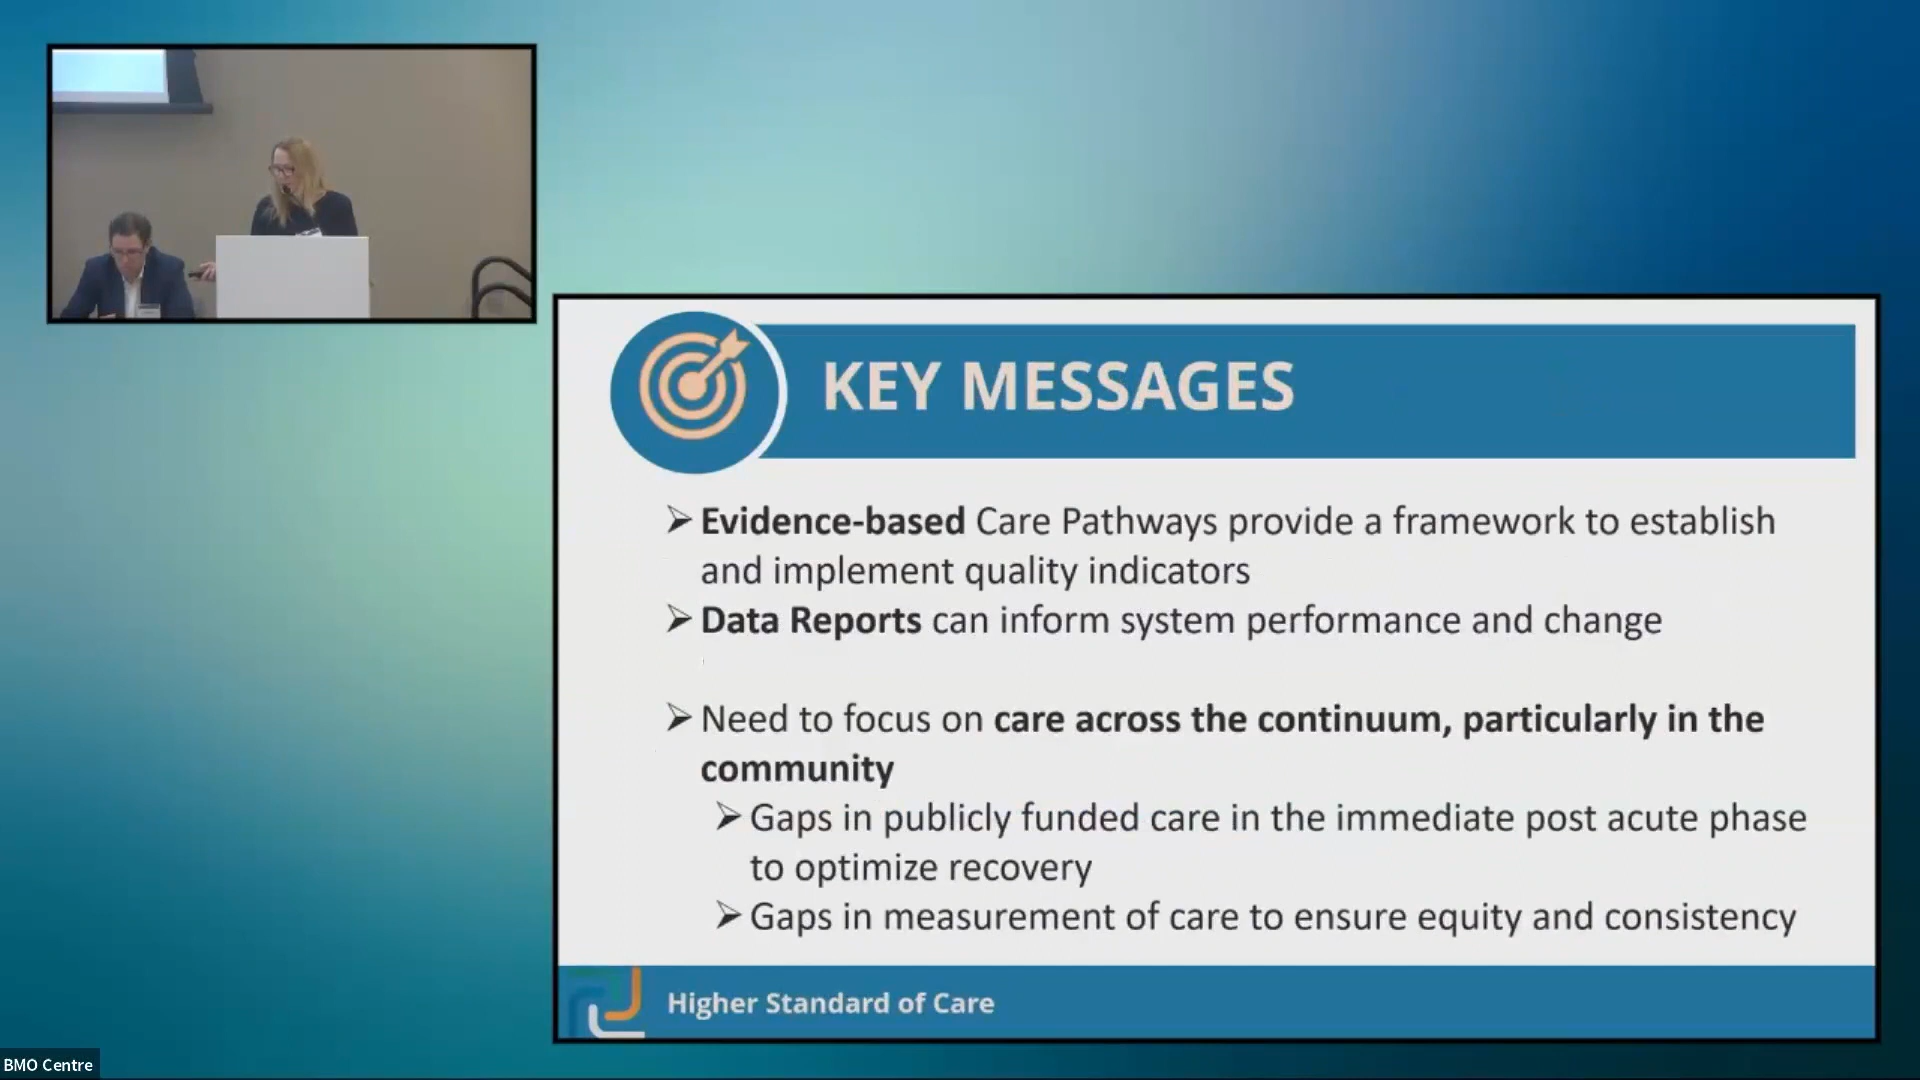 KEY MESSAGES
➢ Evidence-based Care Pathways provide a framework to establish
and implement quality indicators
➢ Data Reports can inform system performance and change
➢ Need to focus on care across the continuum, particularly in the
community
➢ Gaps in publicly funded care in the immediate post acute phase
to optimize recovery
➢ Gaps in measurement of care to ensure equity and consistency
Higher Standard of Care
BMO Centre